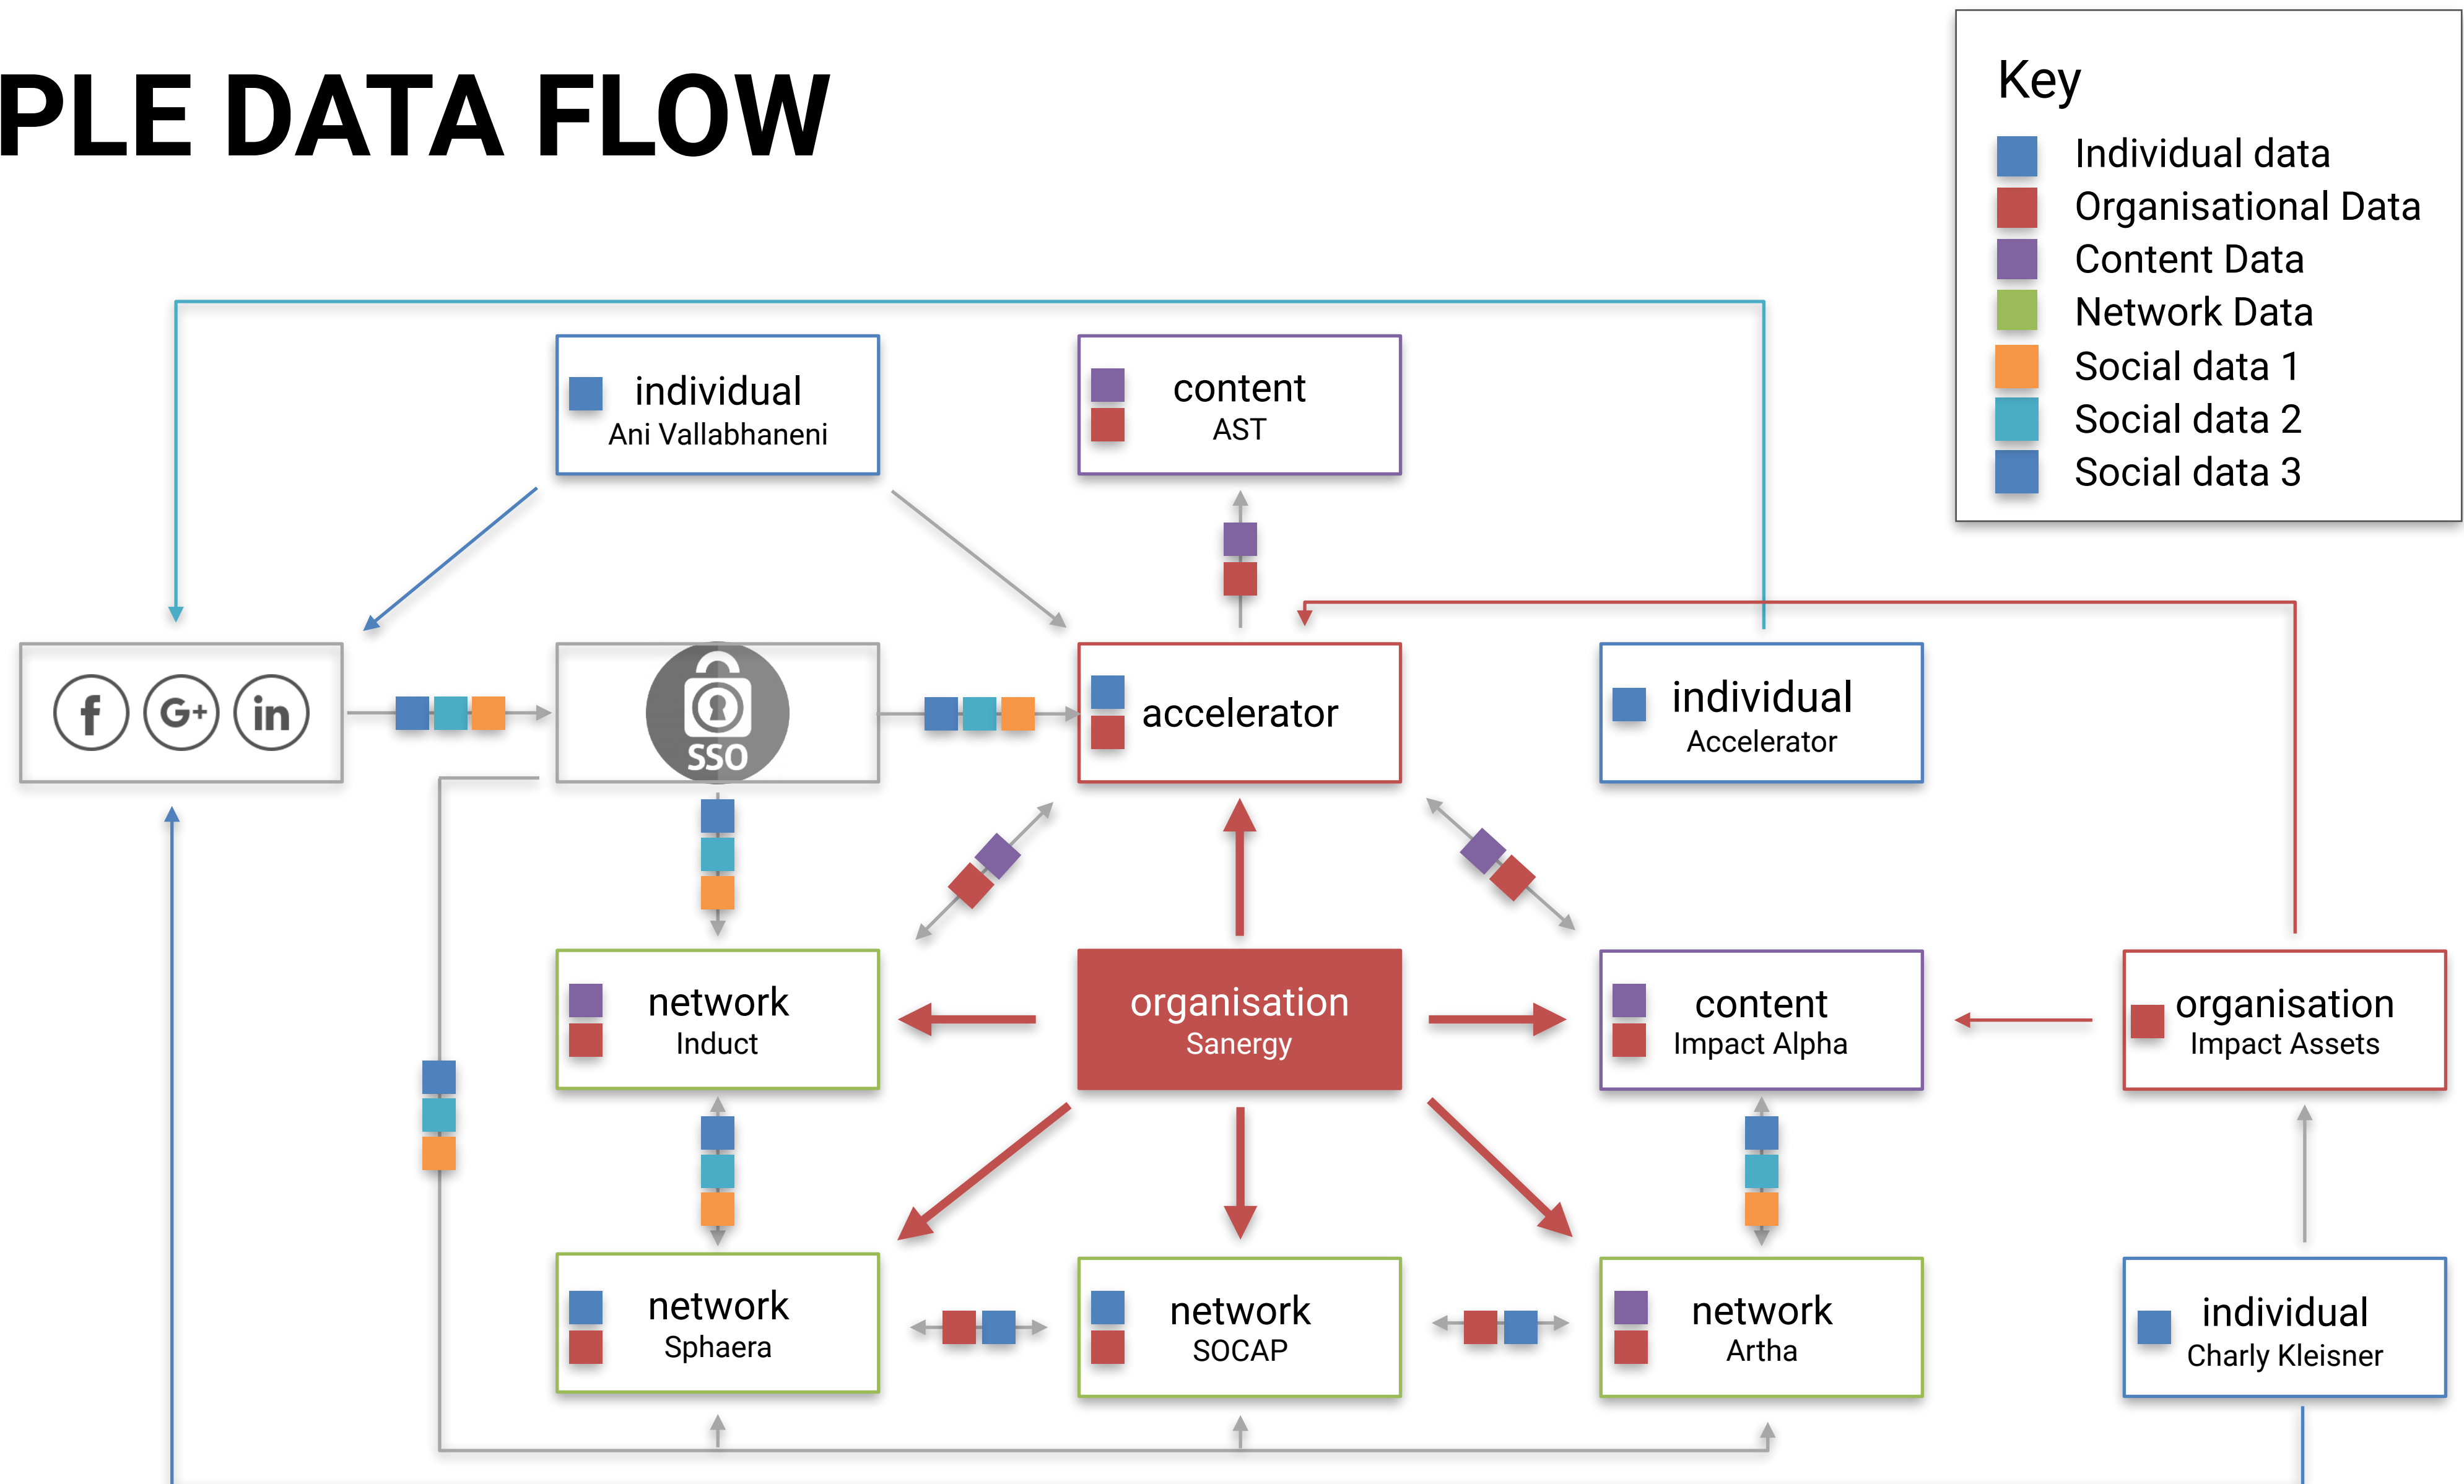 PLE DATA FLOW
Key
Individual data
Organisational Data
Content Data
Network Data
Social data 1
Social data 2
Social data 3
individual
Ani Vallabhaneni
content
AST
f
G+
in
SSO
accelerator
individual
Accelerator
network
Induct
organisation
Sanergy
content
Impact Alpha
organisation
Impact Assets
network
Sphaera
network
SOCAP
network
Artha
individual
Charly Kleisner